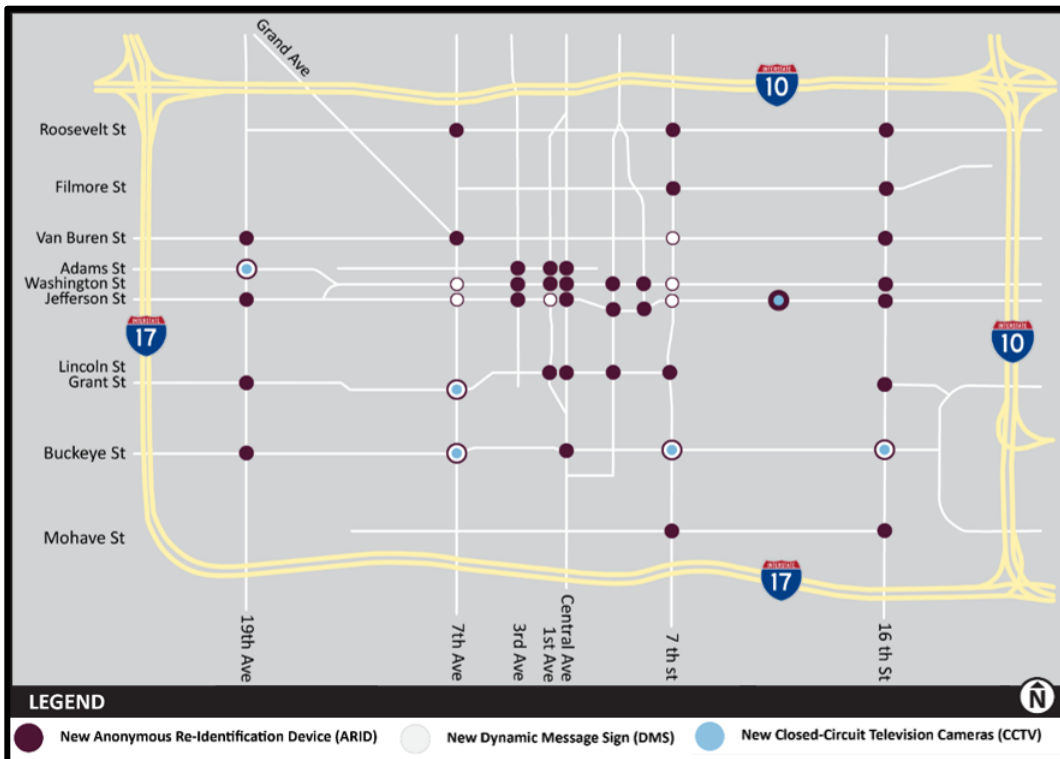 Grand Ave
INTERSTATE
10
Roosevelt St
Filmore St
Van Buren St
Adams St
Washington St
Jefferson St
INTERSTATE
17
INTERSTATE
10
Lincoln St
Grant St
Buckeye St
Mohave St
INTERSTATE
17
19th Ave
7th Ave
3rd Ave
1st Ave
Central Ave
7 th st
16 th St
LEGEND
N
New Anonymous Re-Identification Device (ARID)
New Dynamic Message Sign (DMS)
New Closed-Circuit Television Cameras (CCTV)